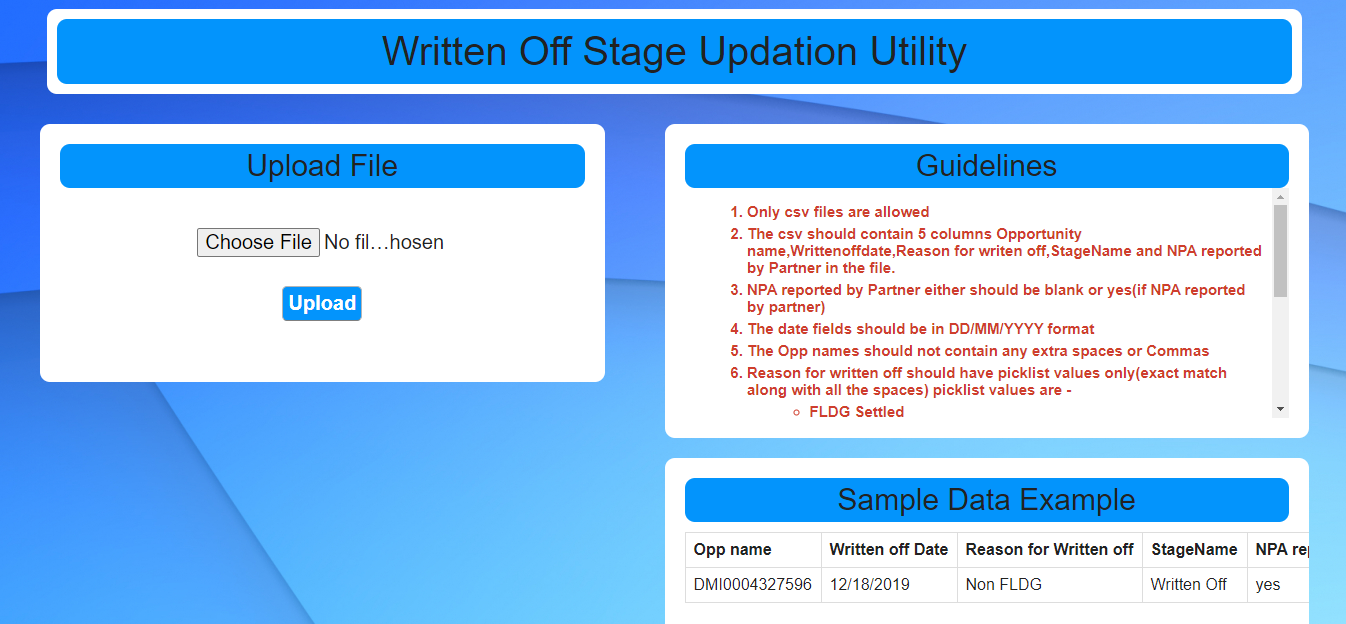 Written Off Stage Updation Utility
Upload File
Choose File No fil...hosen
Upload
Guidelines
1. Only csv files are allowed
2. The csv should contain 5 columns Opportunity
name,Writtenoffdate,Reason for writen off,StageName and NPA reported
by Partner in the file.
3. NPA reported by Partner either should be blank or yes(if NPA reported
by partner)
4. The date fields should be in DD/MM/YYYY format
5. The Opp names should not contain any extra spaces or Commas
6. Reason for written off should have picklist values only(exact match
along with all the spaces) picklist values are -
FLDG Settled
Sample Data Example
Opp name Written off Date Reason for Written off StageName NPA
DMI0004327596 12/18/2019 Non FLDG Written Off yes